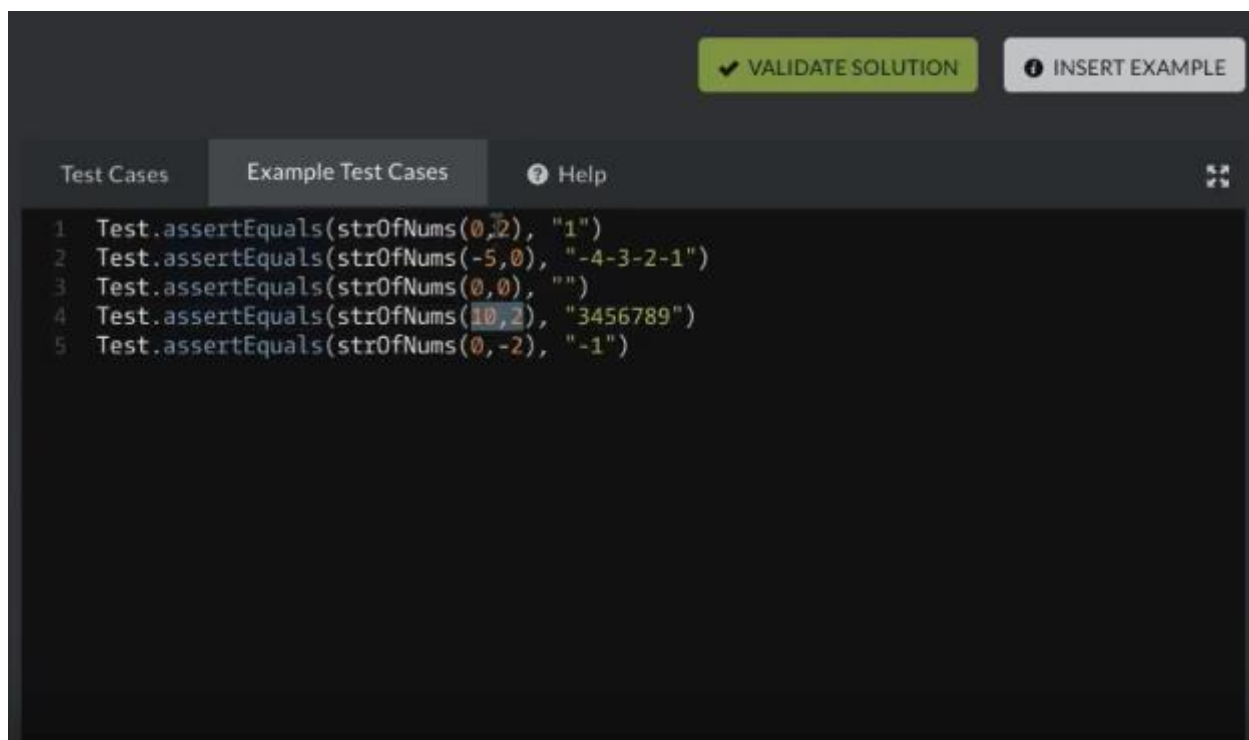 VALIDATE SOLUTION
INSERT EXAMPLE
Test Cases
Example Test Cases
Help
1 Test.assertEquals(strOfNums(0,2), "1")
2 Test.assertEquals(strOfNums(-5,0), "-4-3-2-1")
3 Test.assertEquals(strOfNums(0,0), "")
4 Test.assertEquals(strOfNums(10,2), "3456789")
5 Test.assertEquals(strOfNums(0,-2), "-1")